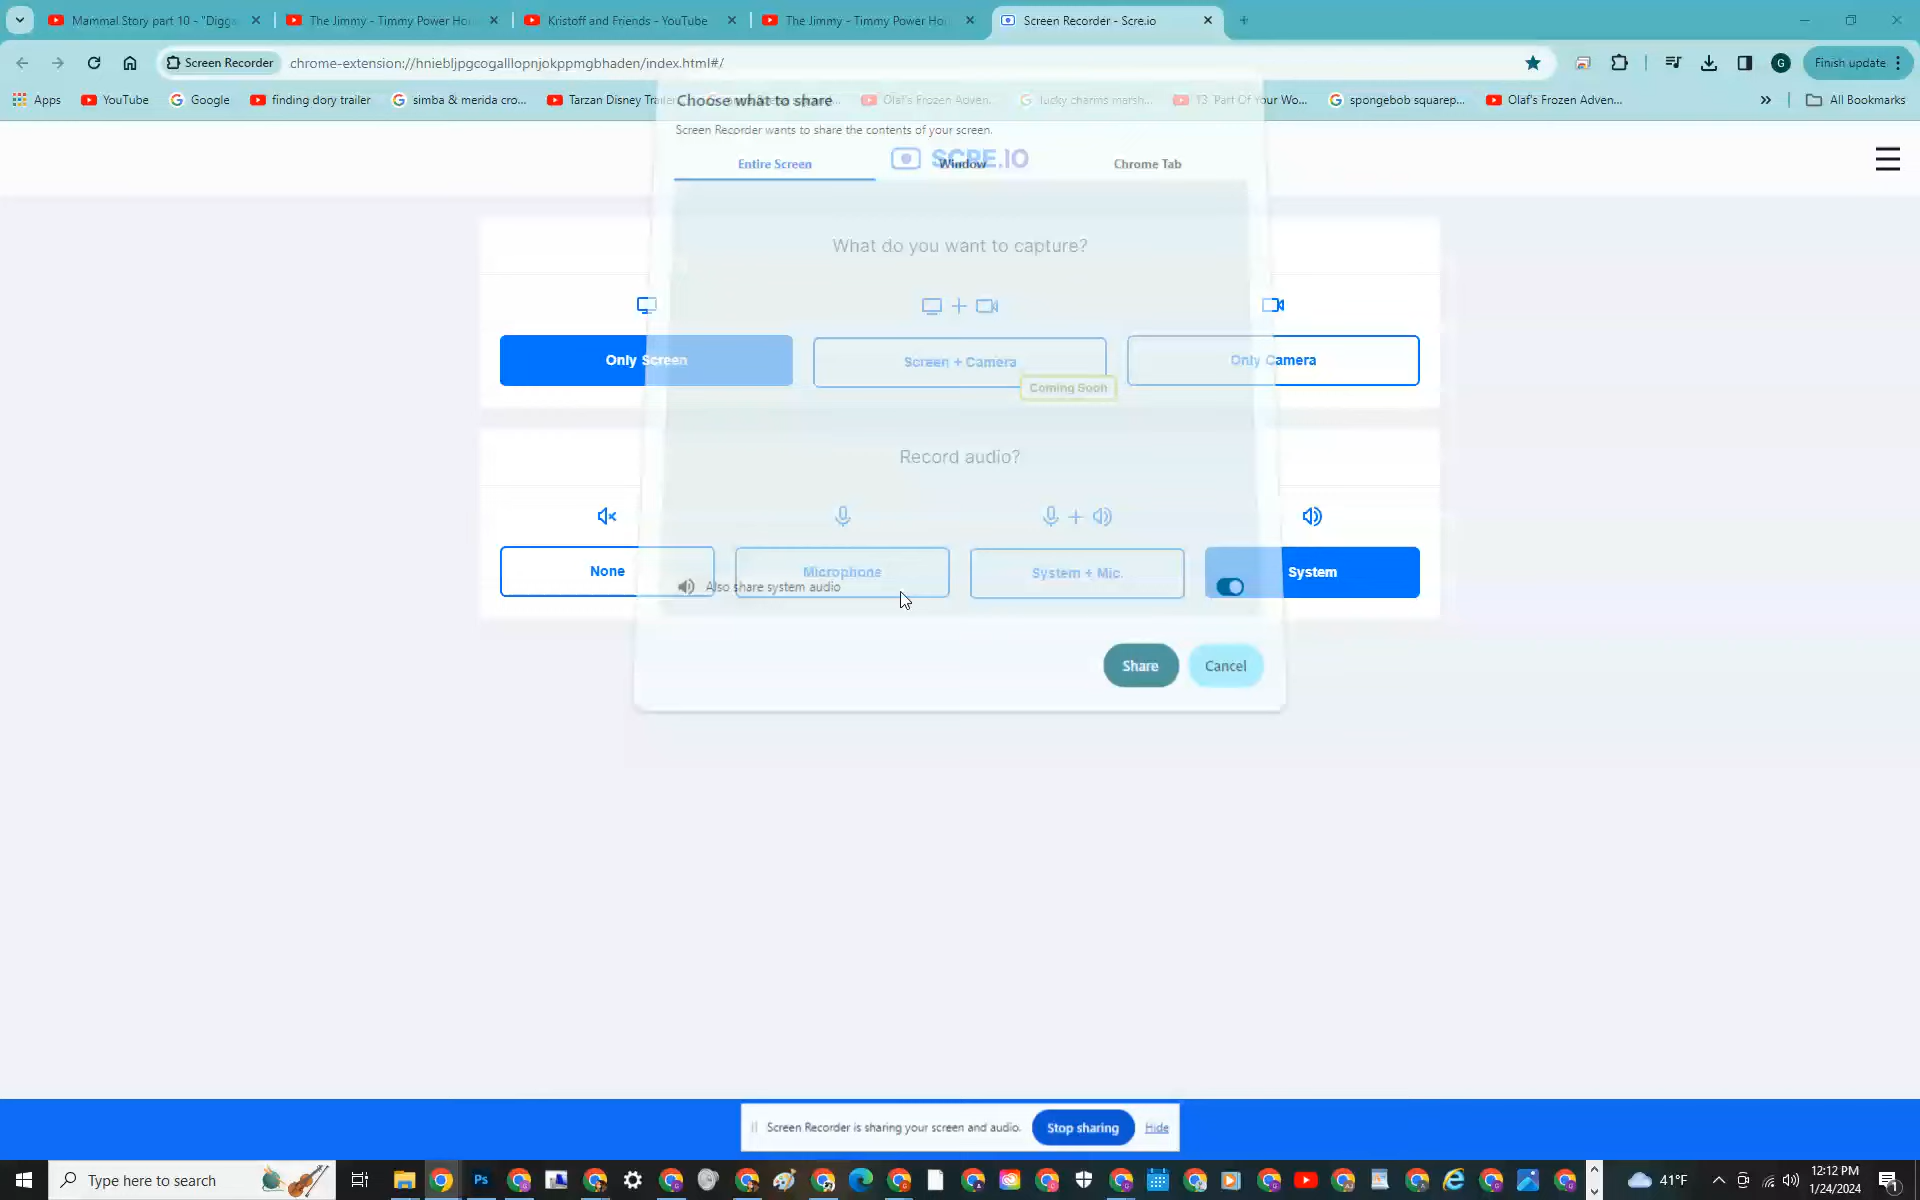 Mammal Story part 10 - "Digga
The Jimmy - Timmy Power Hou
Kristoff and Friends - YouTube
The Jimmy - Timmy Power Hou
Screen Recorder - Scre.io
Screen Recorder
chrome-extension://hniebljpgcogalllopnjokppmgbhaden/index.html#/
Finish update
Apps
YouTube
Google
finding dory trailer
simba & merida cro...
Tarzan Disney Trailer
Olaf's Frozen Aden...
lucky charms marsh...
13 'Part Of Your Wo...
spongebob squarep...
Olaf's Frozen Adven...
All Bookmarks
Choose what to share
Screen Recorder wants to share the contents of your screen.
SCRE.IO
Entire Screen
Window
Chrome Tab
What do you want to capture?
Only Screen
Screen + Camera
Only Camera
Coming Soon
Record audio?
None
Microphone
System + Mic.
System
Also share system audio
Share
Cancel
Screen Recorder is sharing your screen and audio.
Stop sharing
Hide
Type here to search
Ps
41°F
12:12 PM
1/24/2024